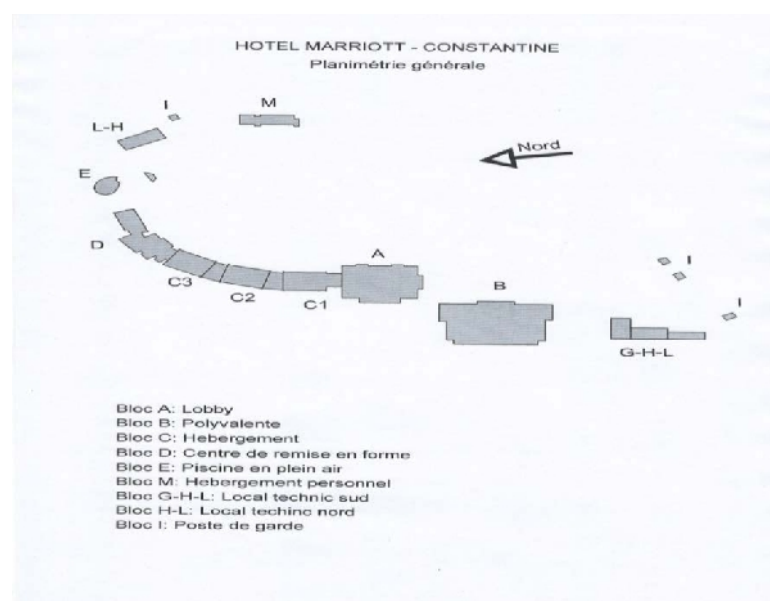 HOTEL MARRIOTT - CONSTANTINE
Planimétrie générale
I
M
L-H
Nord
E
D
A
I
C3
C2
C1
B
I
G-H-L
Bloc A: Lobby
Bloc B: Polyvalente
Bloc C: Hebergement
Bloc D: Centre de remise en forme
Bloc E: Piscine en plein air
Bloc M: Hebergement personnel
Bloc G-H-L: Local technic sud
Bloc H-L: Local techinc nord
Bloc I: Poste de garde